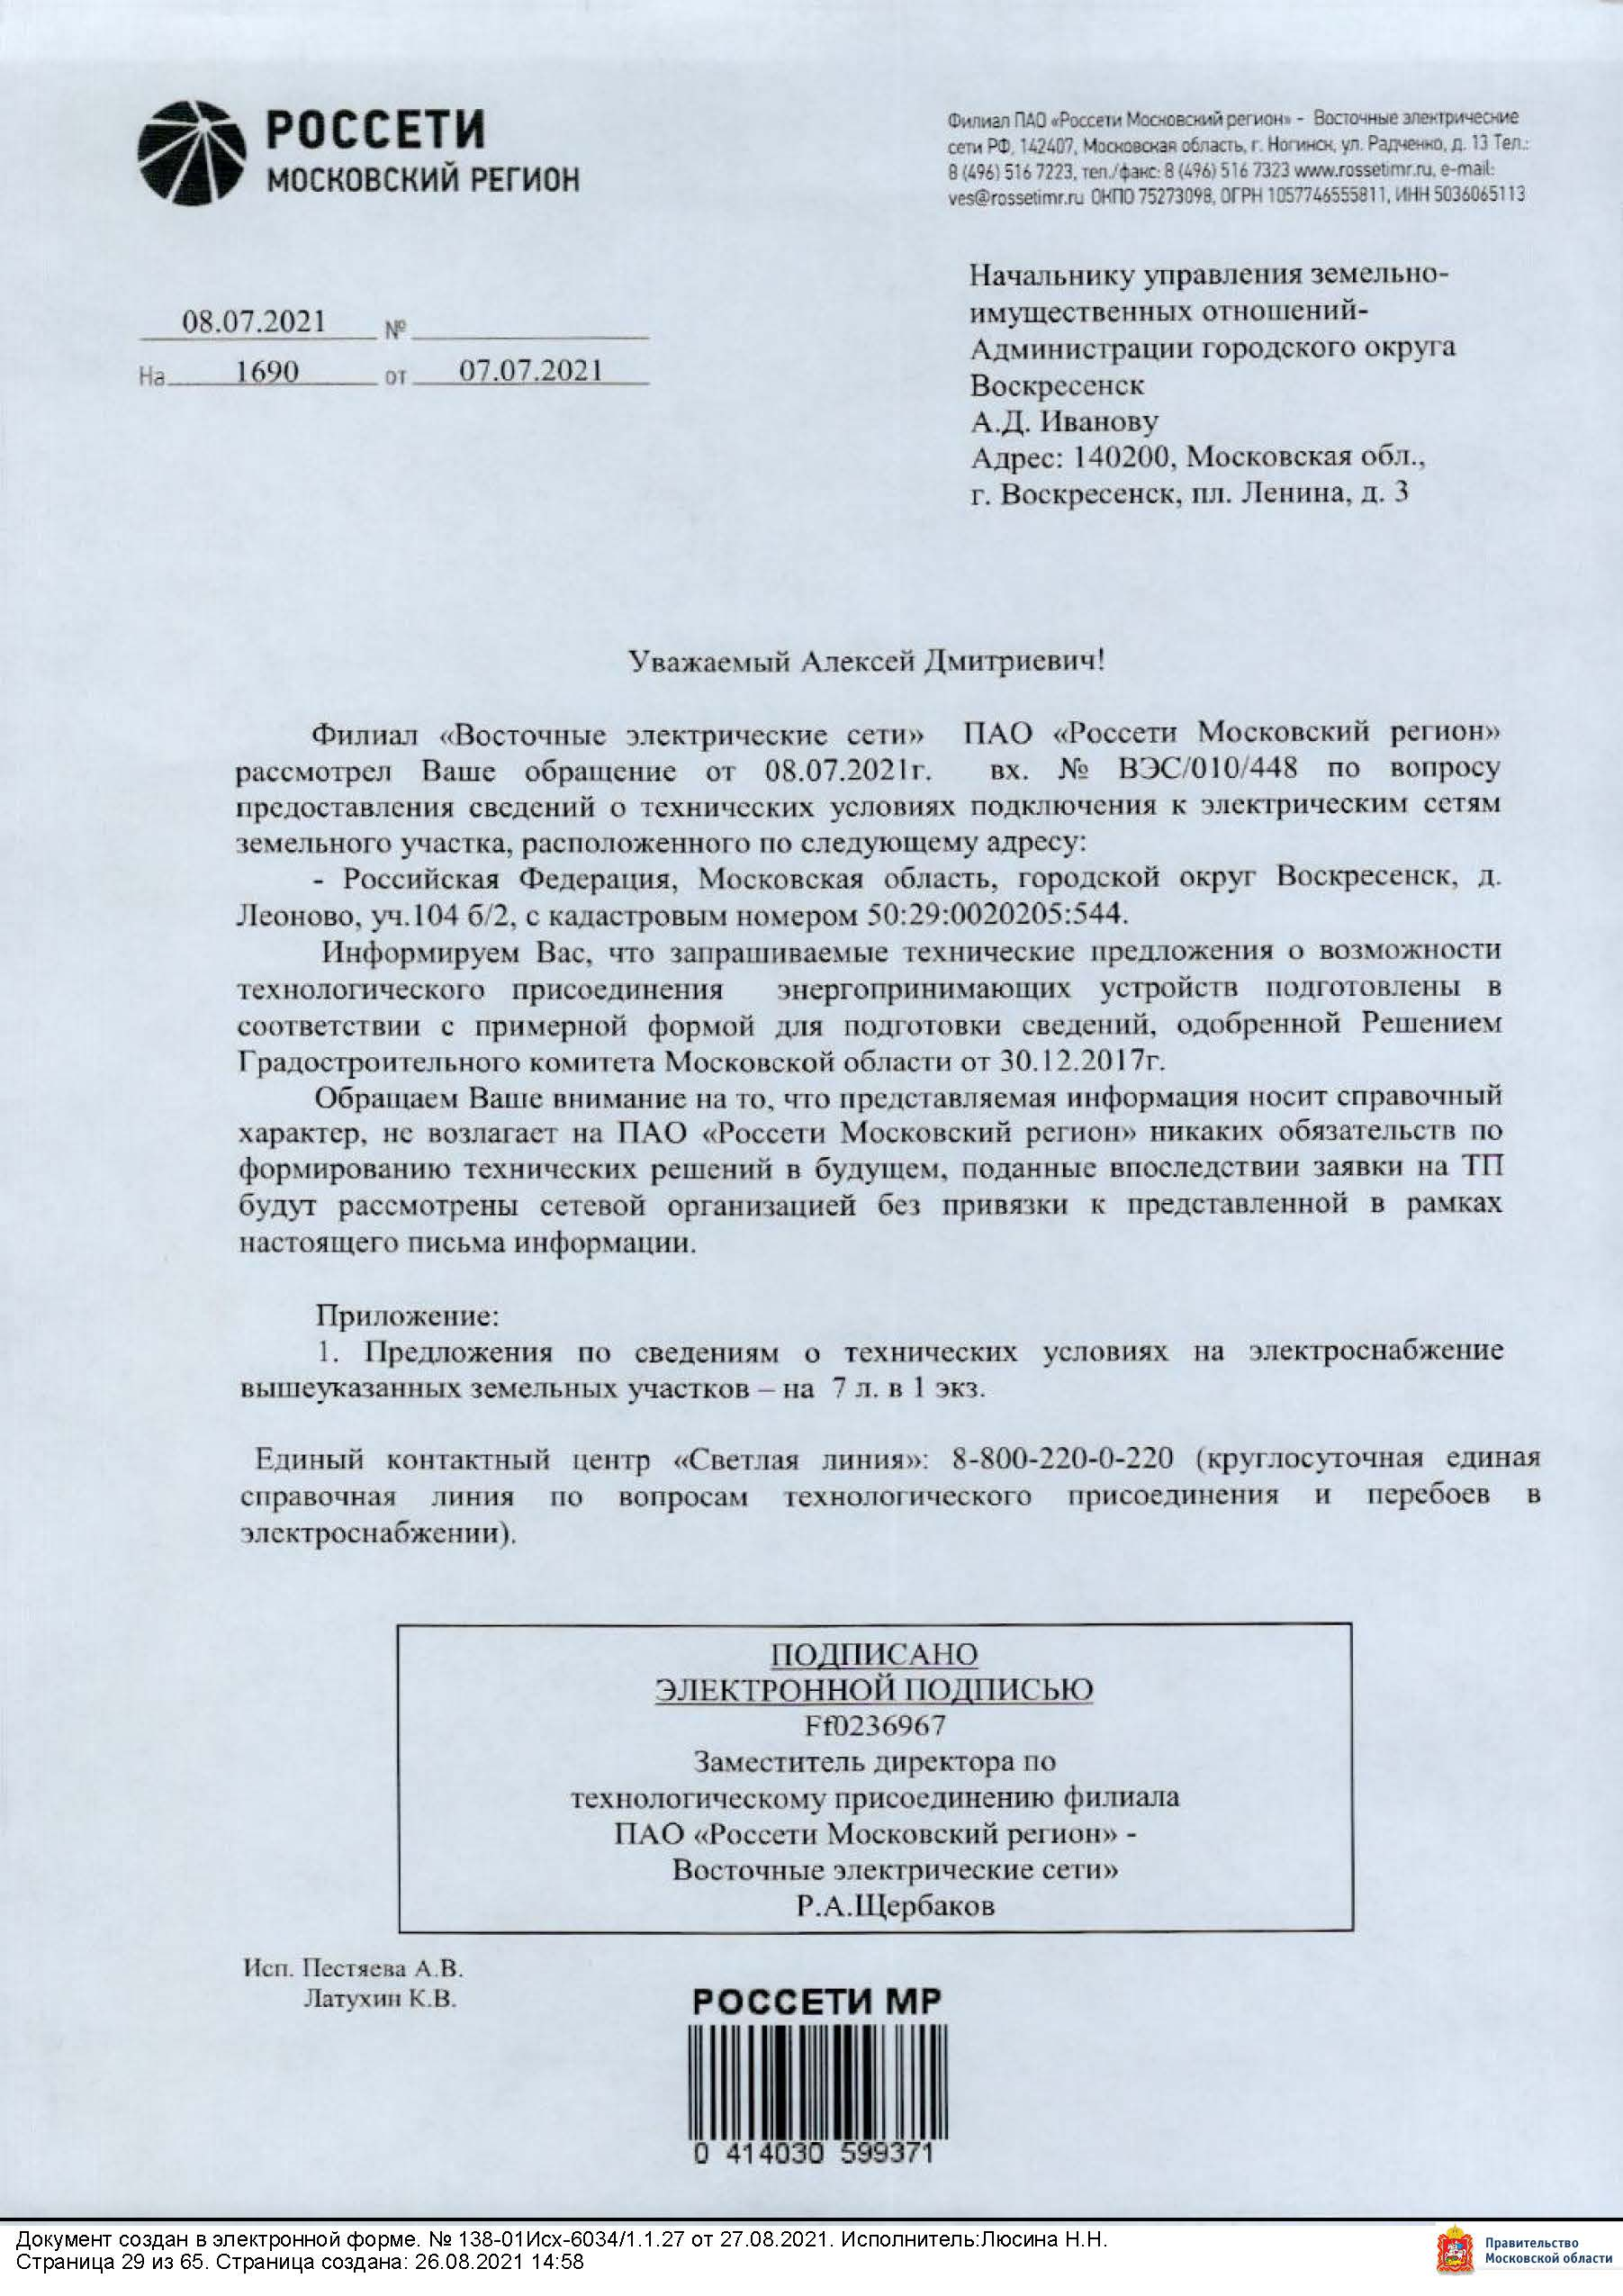 РОССЕТИ
МОСКОВСКИЙ РЕГИОН
Филиал ПАО «Россети Московский регион» - Восточные электрические
сети РФ, 142407, Московская область, г. Ногинск, ул. Радченко, д. 13 Тел.:
8 (496) 516 7223, тел./факс: 8 (496) 516 7323 www.rossetimr.ru, e-mail:
ves@rossetimr.ru ОКПО 75273098, ОГРН 1057746555811, ИНН 5036065113
08.07.2021 №
На 1690 от 07.07.2021
Начальнику управления земельно-
имущественных отношений-
Администрации городского округа
Воскресенск
А.Д. Иванову
Адрес: 140200, Московская обл.,
г. Воскресенск, пл. Ленина, д. 3
Уважаемый Алексей Дмитриевич!
Филиал «Восточные электрические сети» ПАО «Россети Московский регион»
рассмотрел Ваше обращение от 08.07.2021г. вх. № ВЭС/010/448 по вопросу
предоставления сведений о технических условиях подключения к электрическим сетям
земельного участка, расположенного по следующему адресу:
- Российская Федерация, Московская область, городской округ Воскресенск, д.
Леоново, уч.104 б/2, с кадастровым номером 50:29:0020205:544.
Информируем Вас, что запрашиваемые технические предложения о возможности
технологического присоединения энергопринимающих устройств подготовлены в
соответствии с примерной формой для подготовки сведений, одобренной Решением
Градостроительного комитета Московской области от 30.12.2017г.
Обращаем Ваше внимание на то, что представляемая информация носит справочный
характер, не возлагает на ПАО «Россети Московский регион» никаких обязательств по
формированию технических решений в будущем, поданные впоследствии заявки на ТП
будут рассмотрены сетевой организацией без привязки к представленной в рамках
настоящего письма информации.
Приложение:
1. Предложения по сведениям о технических условиях на электроснабжение
вышеуказанных земельных участков – на 7 л. в 1 экз.
Единый контактный центр «Светлая линия»: 8-800-220-0-220 (круглосуточная единая
справочная линия по вопросам технологического присоединения и перебоев в
электроснабжении).
ПОДПИСАНО
ЭЛЕКТРОННОЙ ПОДПИСЬЮ
Ff0236967
Заместитель директора по
технологическому присоединению филиала
ПАО «Россети Московский регион» -
Восточные электрические сети»
Р.А.Щербаков
Исп. Пестяева А.В.
Латухин К.В.
РОССЕТИ МР
0 414030 599371
Документ создан в электронной форме. № 138-01Исх-6034/1.1.27 от 27.08.2021. Исполнитель:Люсина Н.Н.
Страница 29 из 65. Страница создана: 26.08.2021 14:58
Правительство
Московской области